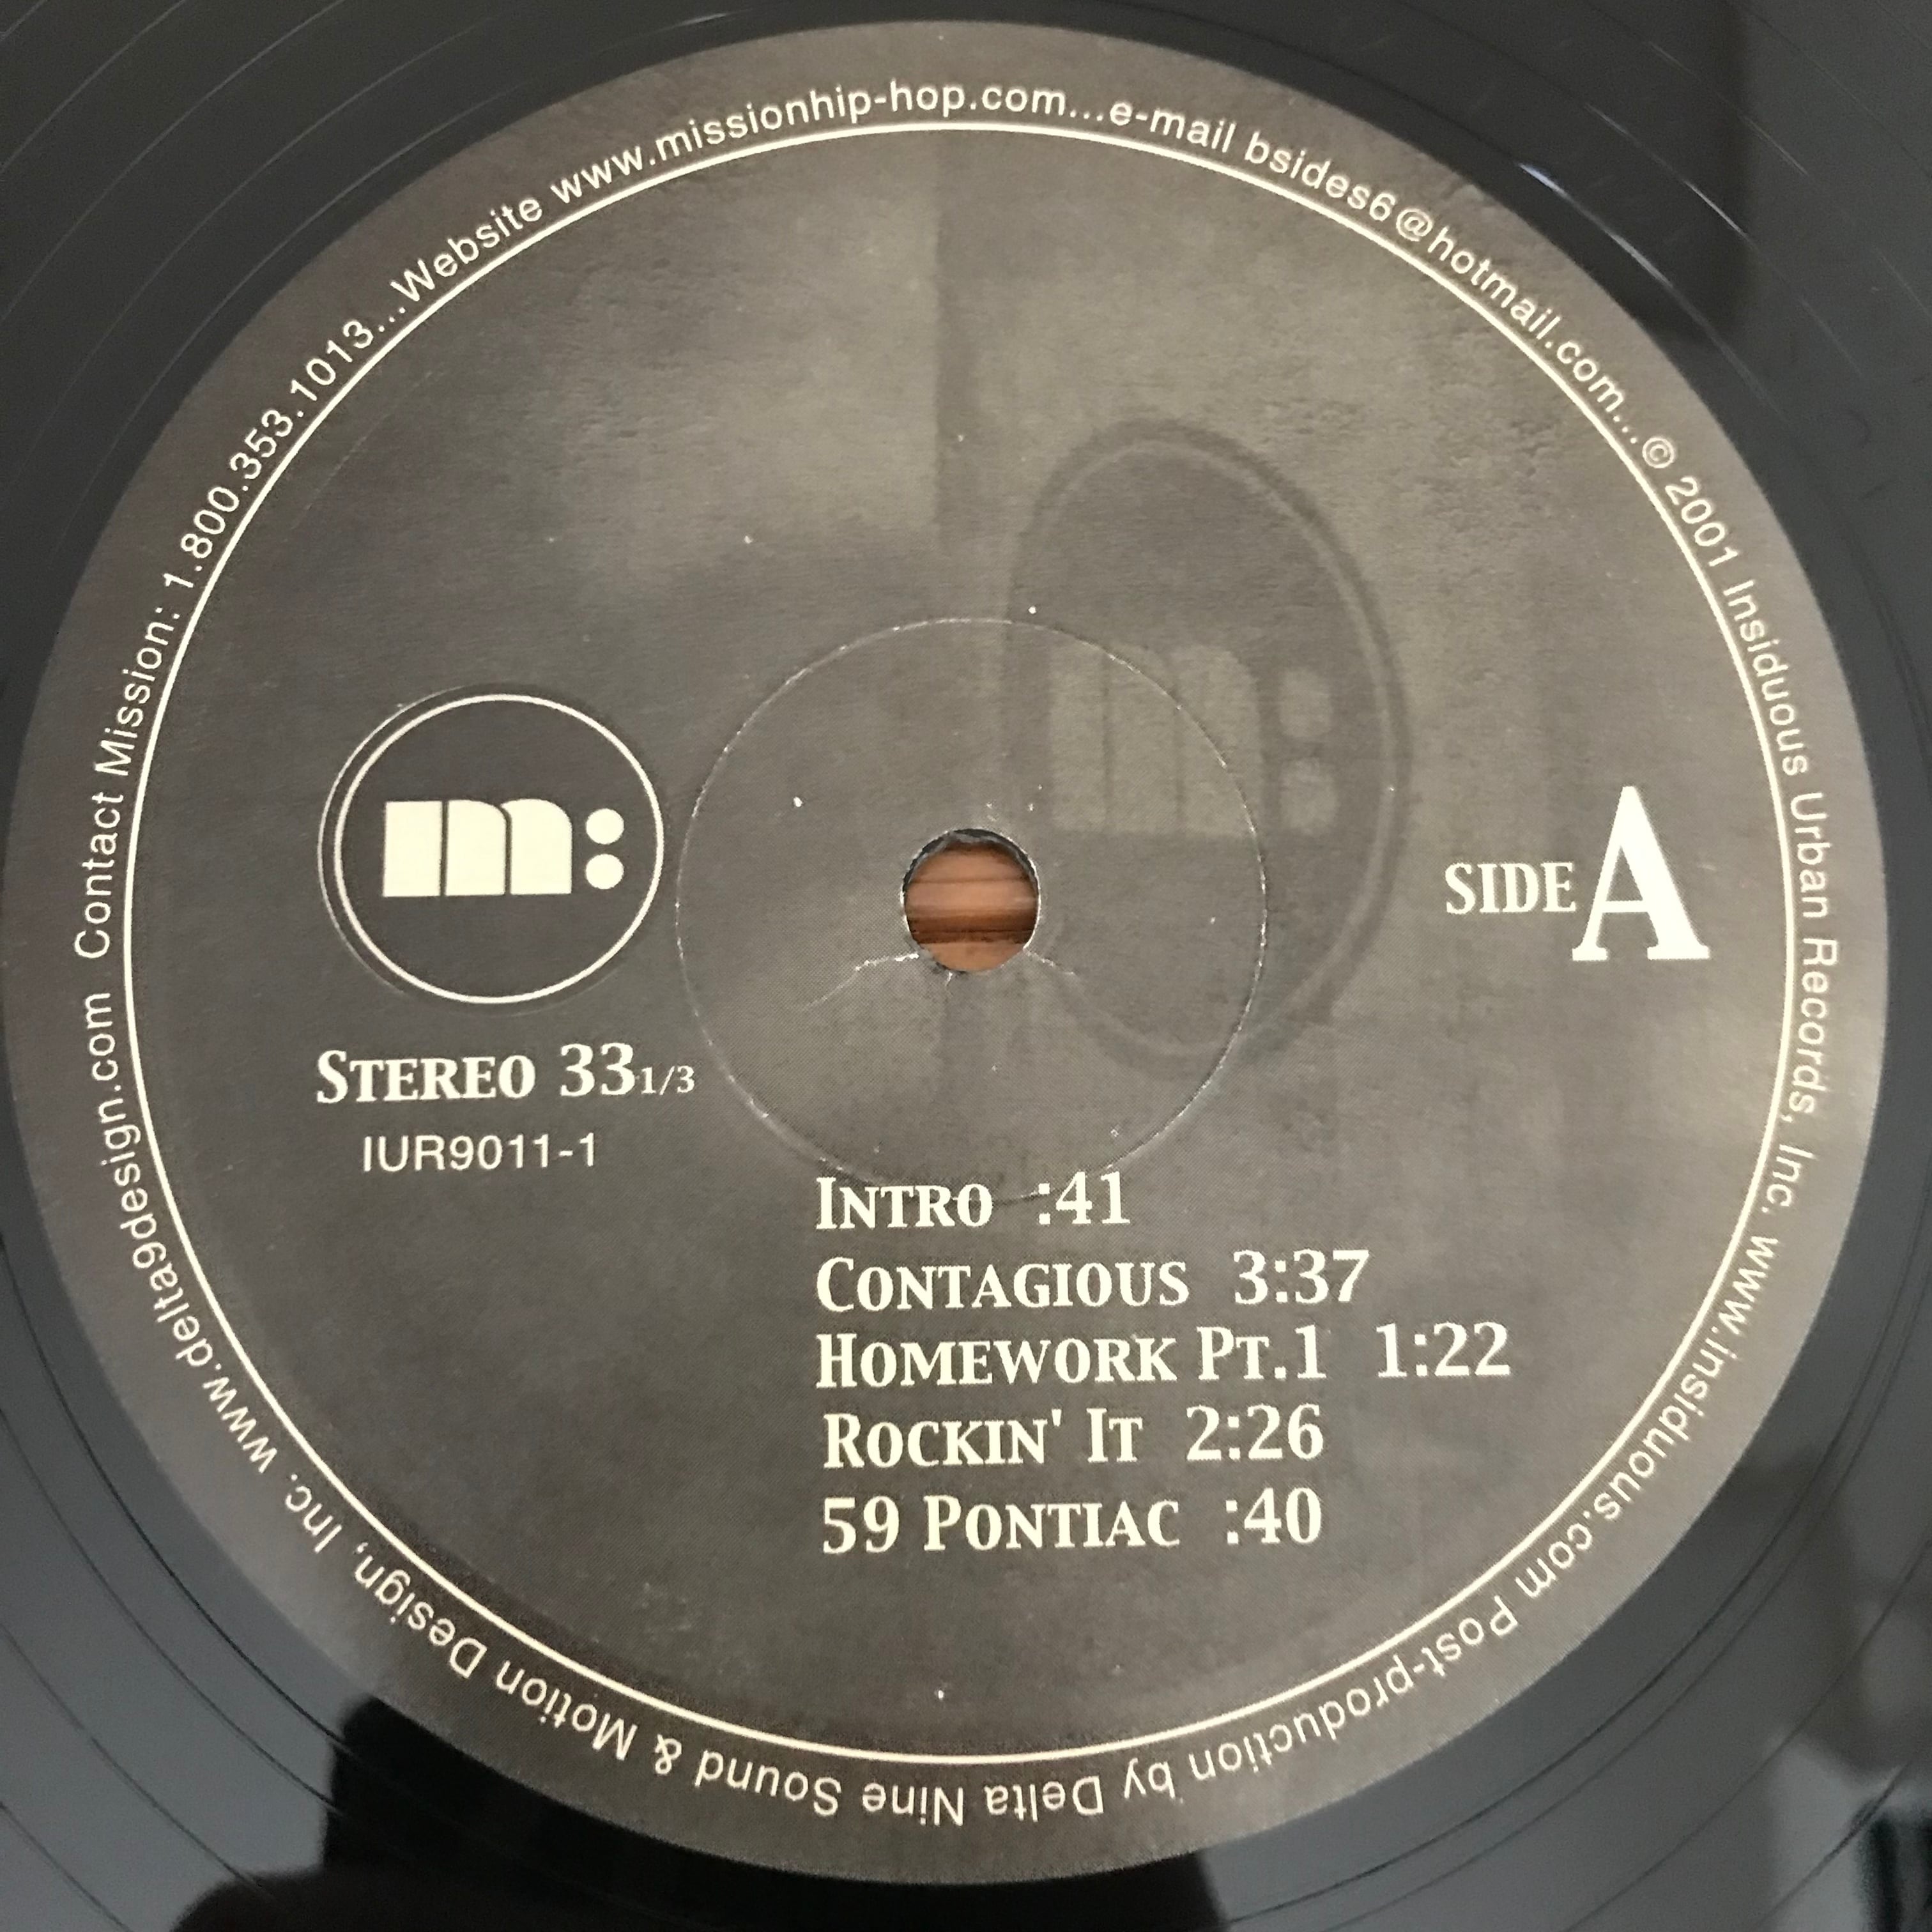 Contact Mission: 1.800.353.1013...Website www.missionhip-hop.com...e-mail bsides6@hotmail.com...© 2001 Insiduous Urban Records, Inc. www.insiduous.com Post-production by Delta Nine Sound & Motion Design, Inc. www.delta9design.com
m:
m:
SIDE A
STEREO 33 1/3
IUR9011-1
INTRO :41
CONTAGIOUS 3:37
HOMEWORK PT.1 1:22
ROCKIN' IT 2:26
59 PONTIAC :40